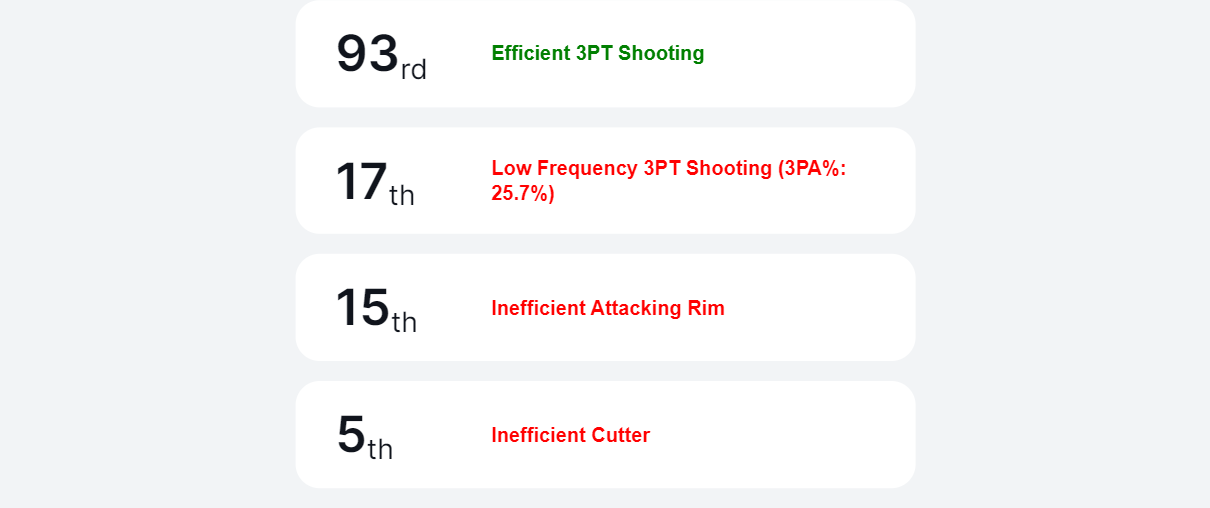 93rd
Efficient 3PT Shooting
17th
Low Frequency 3PT Shooting (3PA%:
25.7%)
15th
Inefficient Attacking Rim
5th
Inefficient Cutter